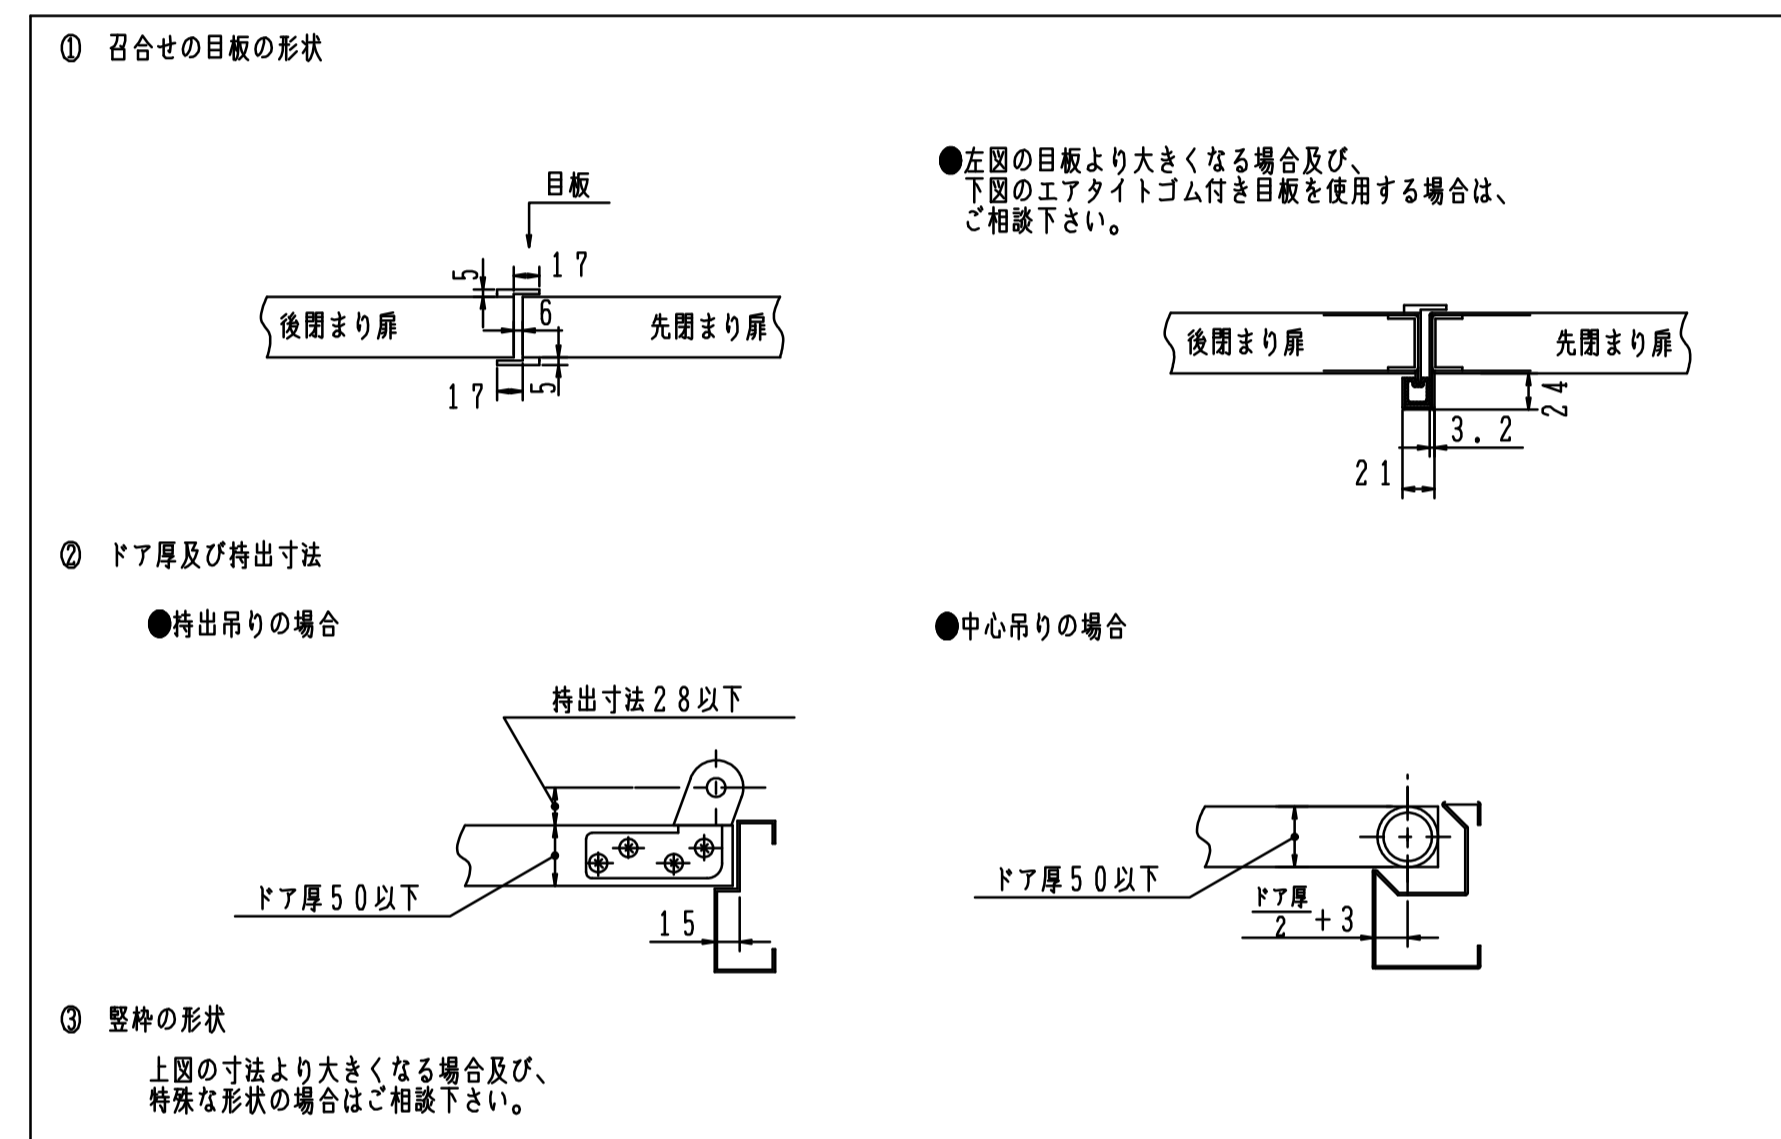 ① 召合せの目板の形状
目板
5
17
後閉まり扉
6
先閉まり扉
17
5
●左図の目板より大きくなる場合及び、
下図のエアタイトゴム付き目板を使用する場合は、
ご相談下さい。
後閉まり扉
先閉まり扉
24
3.2
21
② ドア厚及び持出寸法
●持出吊りの場合
持出寸法28以下
ドア厚50以下
15
●中心吊りの場合
ドア厚50以下
ドア厚
2
+3
③ 竪枠の形状
上図の寸法より大きくなる場合及び、
特殊な形状の場合はご相談下さい。